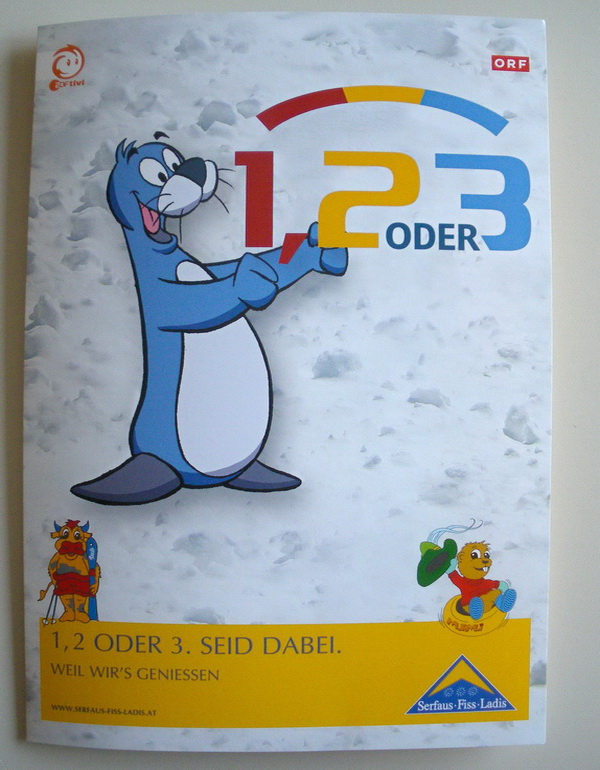 ORF
1, 2 ODER 3
1, 2 ODER 3. SEID DABEI.
WEIL WIR'S GENIESSEN
WWW.SERFAUS-FISS-LADIS.AT
Serfaus·Fiss·Ladis